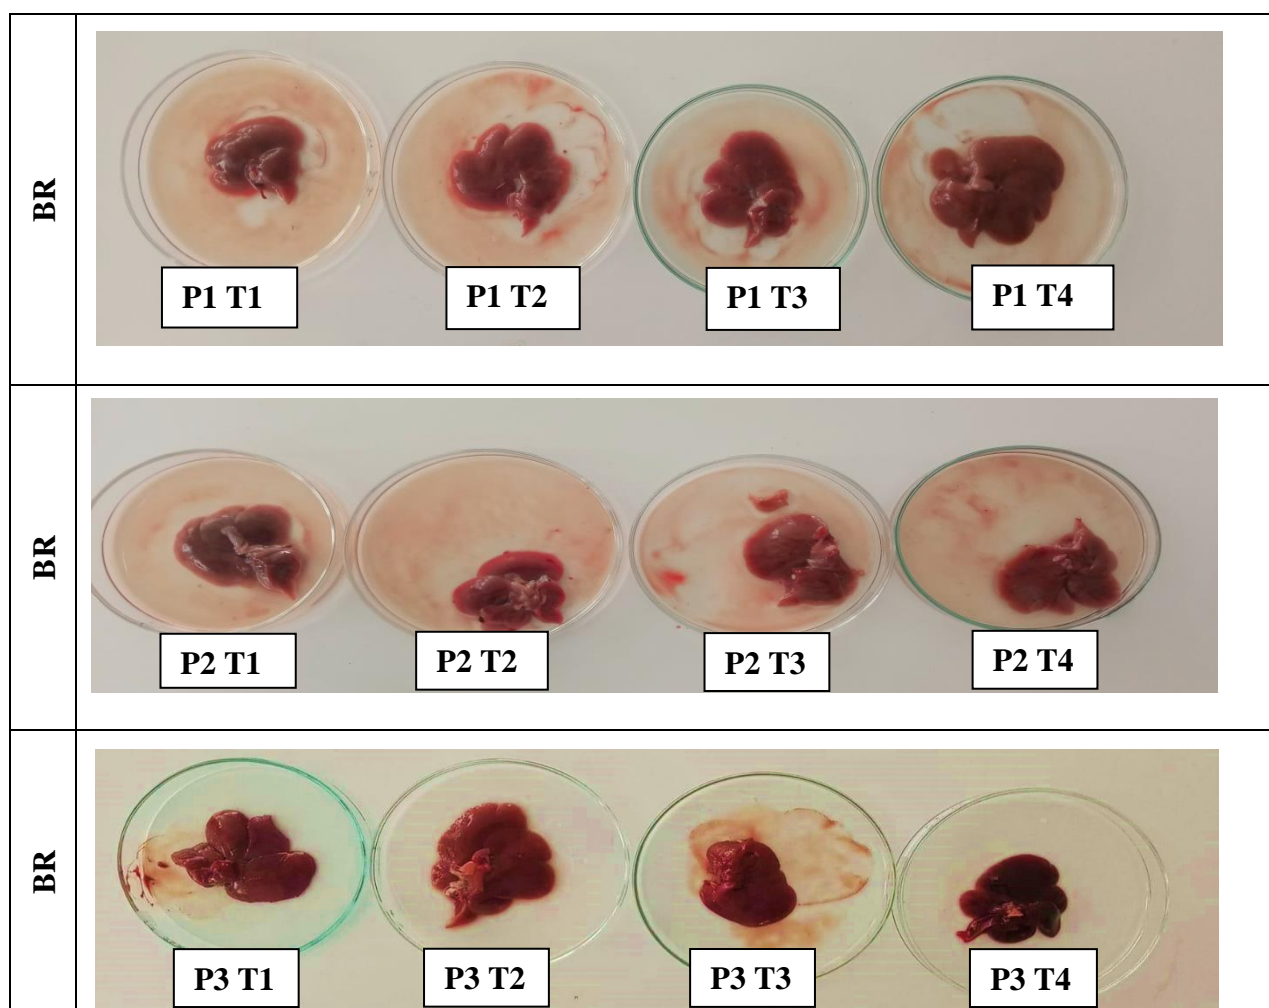 BR
P1 T1
P1 T2
P1 T3
P1 T4
BR
P2 T1
P2 T2
P2 T3
P2 T4
BR
P3 T1
P3 T2
P3 T3
P3 T4